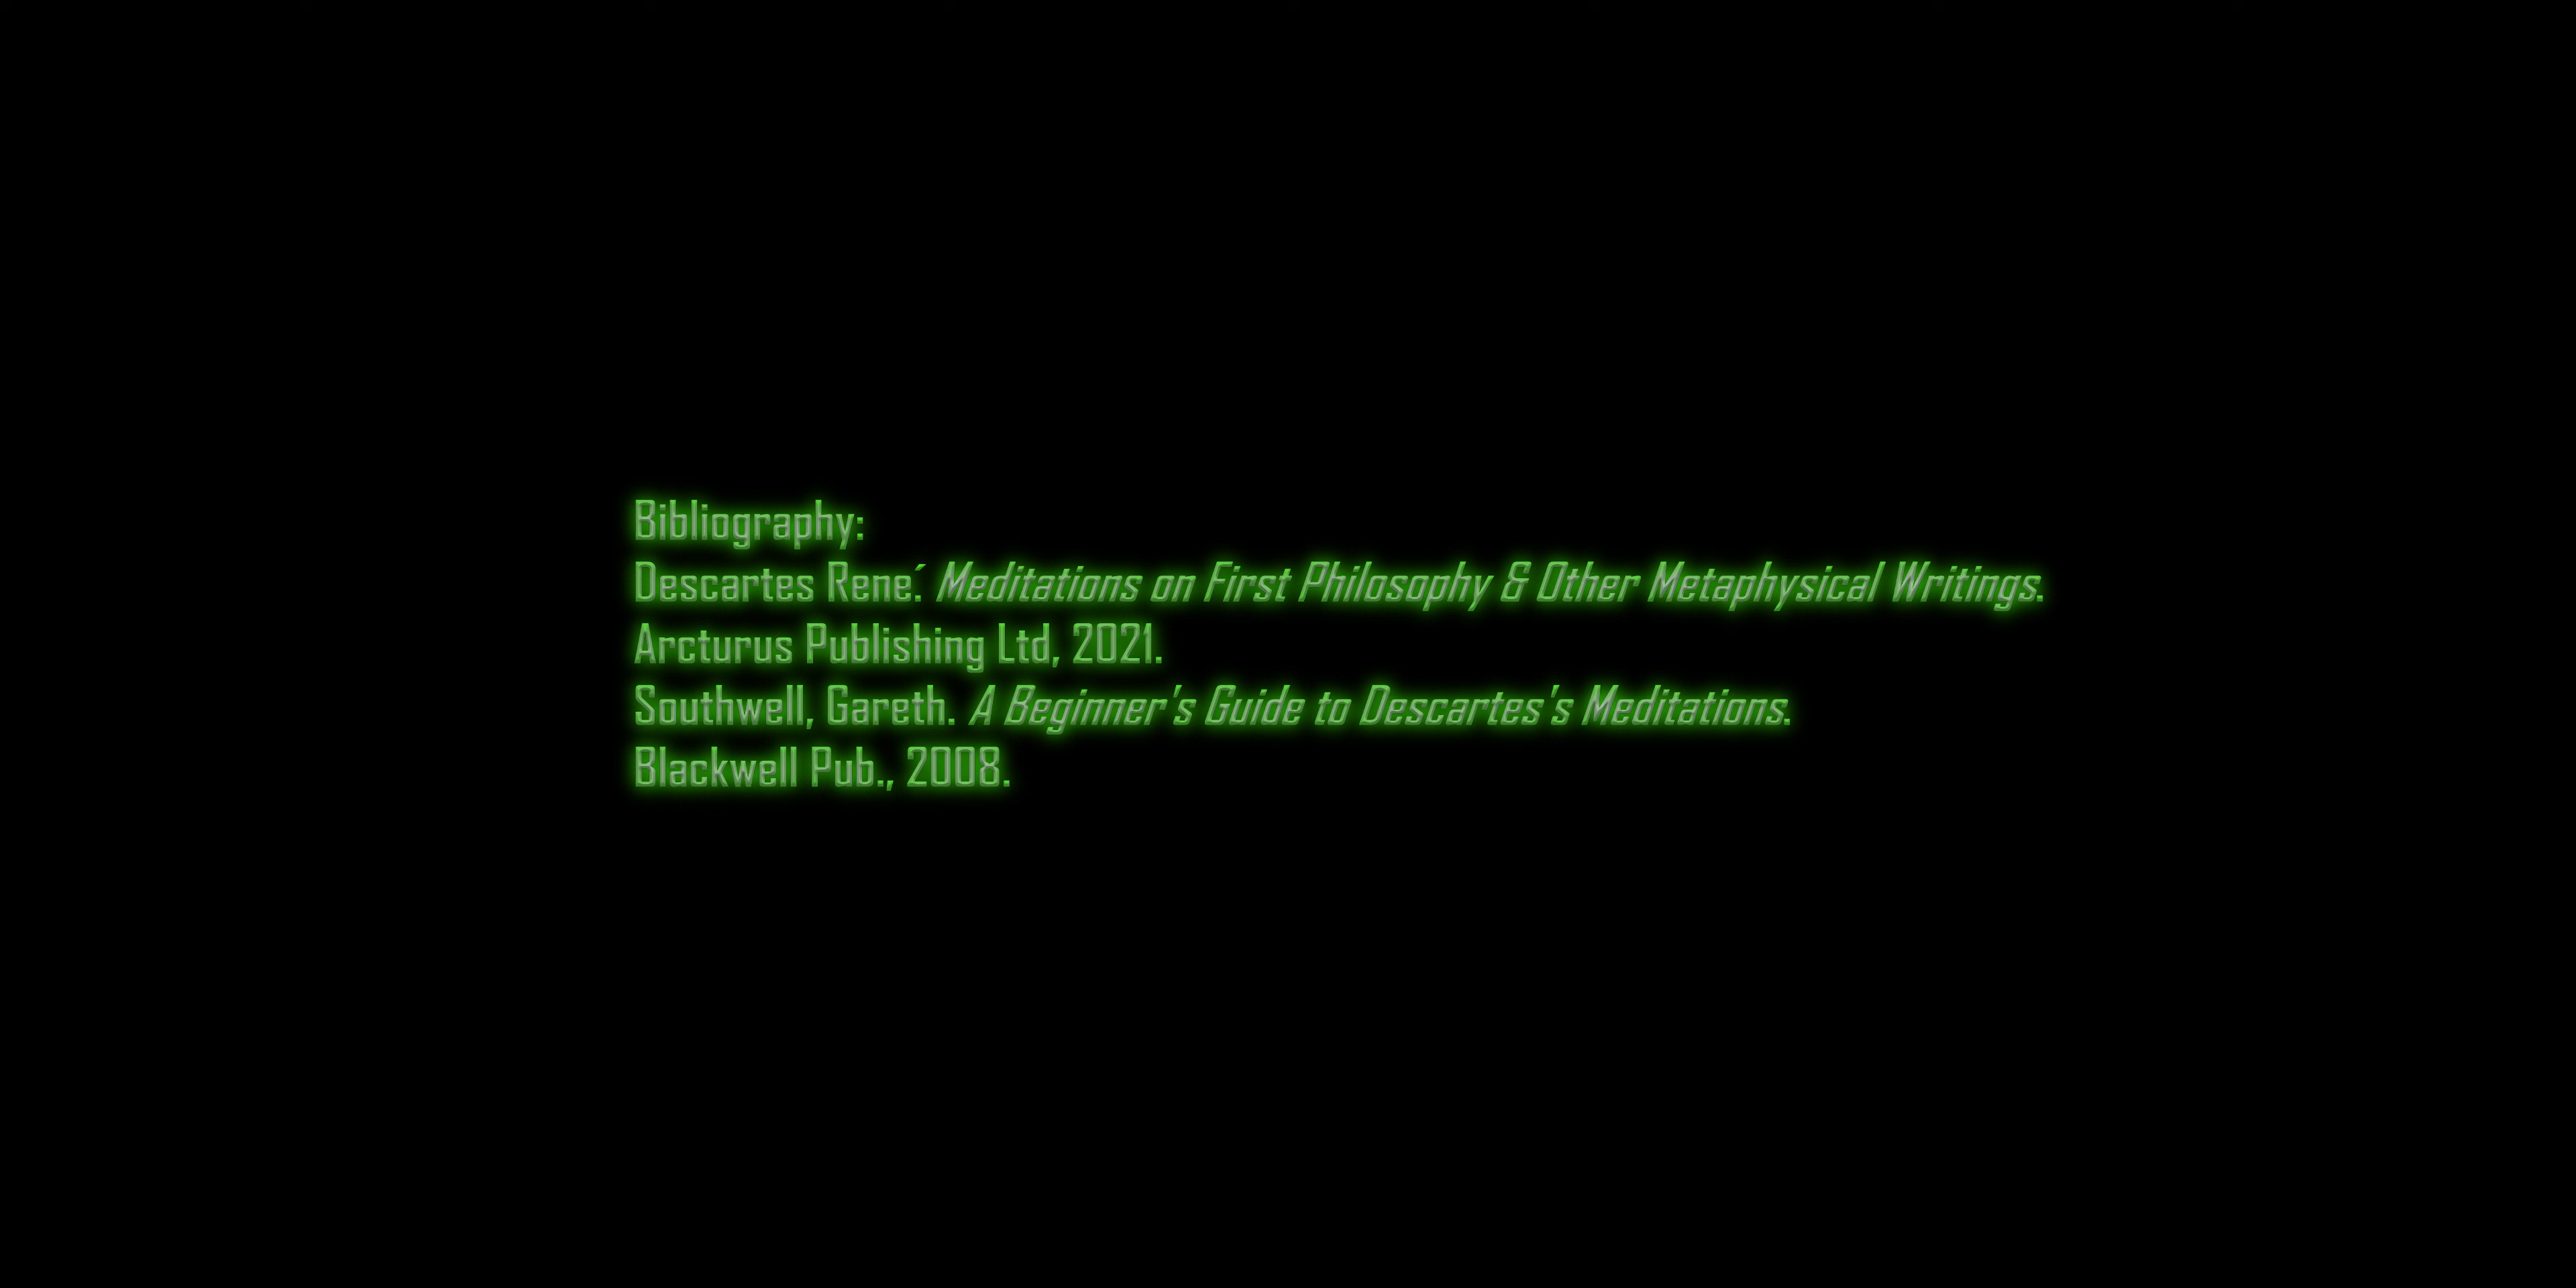 Bibliography:
Descartes Rene´. Meditations on First Philosophy & Other Metaphysical Writings.
Arcturus Publishing Ltd, 2021.
Southwell, Gareth. A Beginner's Guide to Descartes's Meditations.
Blackwell Pub., 2008.